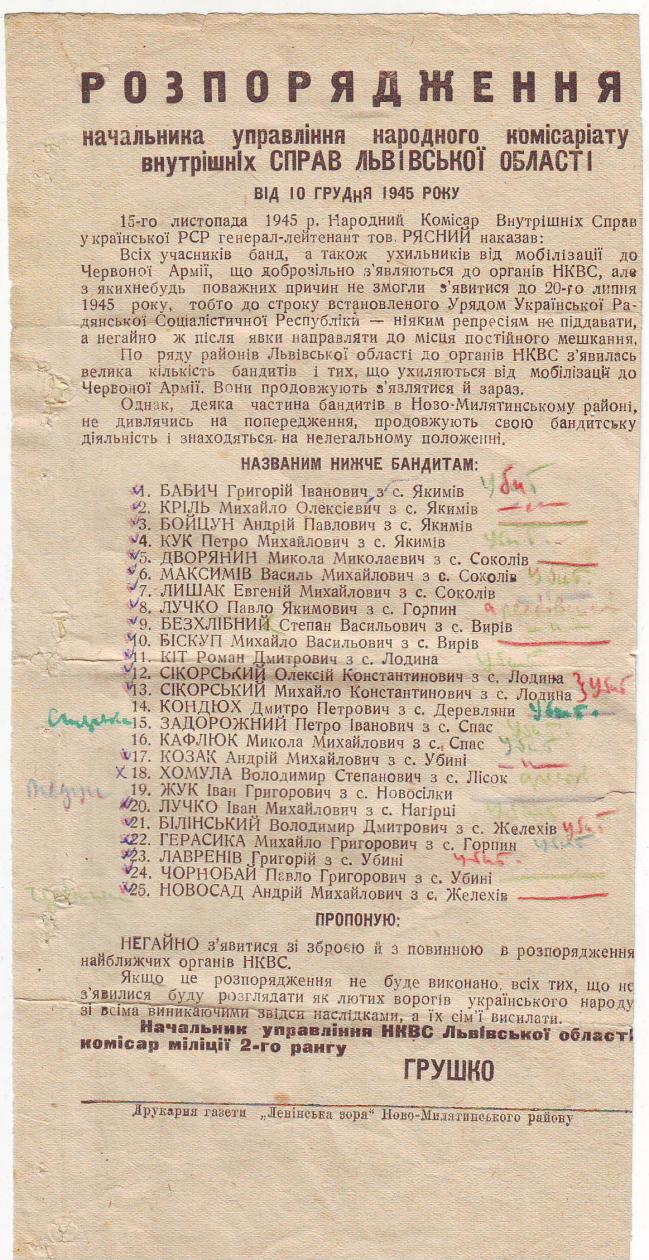 РОЗПОРЯДЖЕННЯ
начальника управління народного комісаріату
внутрішніх СПРАВ ЛЬВІВСЬКОЇ ОБЛАСТІ
ВІД 10 ГРУДНЯ 1945 РОКУ
15-го листопада 1945 р. Народний Комісар Внутрішніх Справ
української РСР генерал-лейтенант тов. РЯСНИЙ наказав:
Всіх учасників банд, а також ухильників від мобілізації до
Червоної Армії, що доброзільно з'являються до органів НКВС, але
з якихнебудь поважних причин не змогли з'явитися до 20-го липня
1945 року, тобто до строку встановленого Урядом Української Ра-
дянської Соціалістичної Республіки — ніяким репресіям не піддавати,
а негайно ж після явки направляти до місця постійного мешкання.
По ряду районів Львівської області до органів НКВС з'явилась
велика кількість бандитів і тих, що ухиляються від мобілізації до
Червоної Армії. Вони продовжують з'являтися й зараз.
Однак, деяка частина бандитів в Ново-Милятинському районі,
не дивлячись на попередження, продовжують свою бандитську
діяльність і знаходяться на нелегальному положенні.
НАЗВАНИМ НИЖЧЕ БАНДИТАМ:
1. БАБИЧ Григорій Іванович з с. Якимів убит
2. КРІЛЬ Михайло Олексієвич з с. Якимів — " —
3. БОЙЦУН Андрій Павлович з с. Якимів
4. КУК Петро Михайлович з с. Якимів убит.
5. ДВОРЯНИН Микола Миколаєвич з с. Соколів
6. МАКСИМІВ Василь Михайлович з с. Соколів убит.
7. ЛИШАК Евгеній Михайлович з с. Соколів
8. ЛУЧКО Павло Якимович з с. Горпин
9. БЕЗХЛІБНИЙ Степан Васильович з с. Вирів — " —
10. БІСКУП Михайло Васильович з с. Вирів
11. КІТ Роман Дмитрович з с. Лодина убит
12. СІКОРСЬКИЙ Олексій Константинович з с. Лодина
13. СІКОРСЬКИЙ Михайло Константинович з с. Лодина } убит
14. КОНДЮХ Дмитро Петрович з с. Деревляни убит.
15. ЗАДОРОЖНИЙ Петро Іванович з с. Спас
16. КАФЛЮК Микола Михайлович з с. Спас убит
17. КОЗАК Андрій Михайлович з с. Убині — " —
18. ХОМУЛА Володимир Степанович з с. Лісок арест.
19. ЖУК Іван Григорович з с. Новосілки
20. ЛУЧКО Іван Михайлович з с. Нагірці
21. БІЛІНСЬКИЙ Володимир Дмитрович з с. Желехів убит
22. ГЕРАСИКА Михайло Григорович з с. Горпин убит
23. ЛАВРЕНІВ Григорій з с. Убині убит.
24. ЧОРНОБАЙ Павло Григорович з с. Убині
25. НОВОСАД Андрій Михайлович з с. Желехів
ПРОПОНУЮ:
НЕГАЙНО з'явитися зі зброєю й з повинною в розпорядження
найближчих органів НКВС.
Якщо це розпорядження не буде виконано, всіх тих, що не
з'явилися буду розглядати як лютих ворогів українського народу
зі всіма виникаючими звідси наслідками, а їх сім'ї висилати.
Начальник управління НКВС Львівської області
комісар міліції 2-го рангу
ГРУШКО
Друкарня газети „Ленінська зоря" Ново-Милятинського району